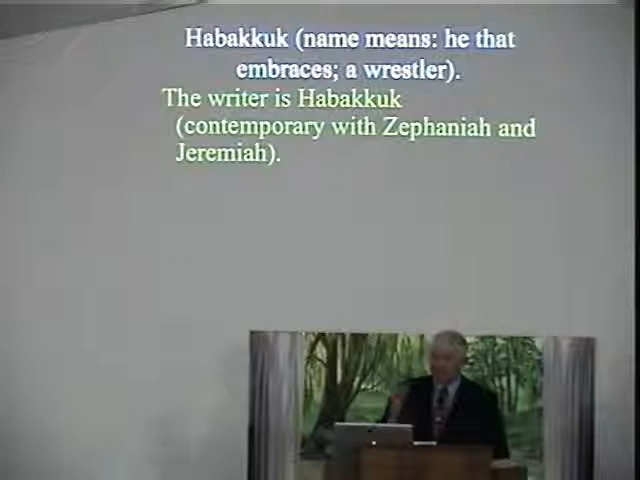 Habakkuk (name means: he that
embraces; a wrestler).
The writer is Habakkuk
(contemporary with Zephaniah and
Jeremiah).